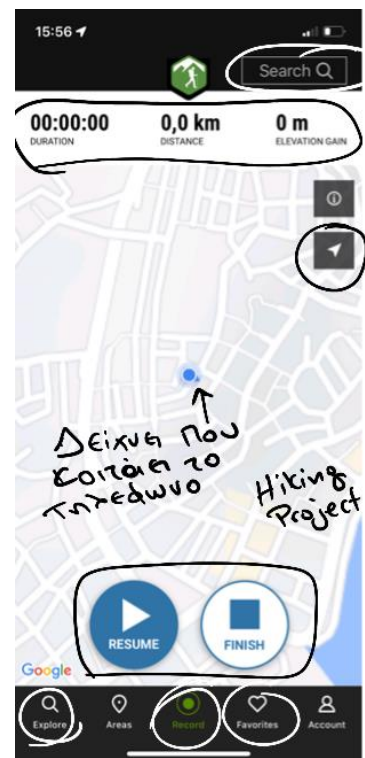 15:56
Search
00:00:00 0,0 km 0 m
DURATION DISTANCE ELEVATION GAIN
Δείχνει που
κοιτάει το
τηλέφωνο
Hiking
Project
RESUME FINISH
Google
Explore Areas Record Favorites Account